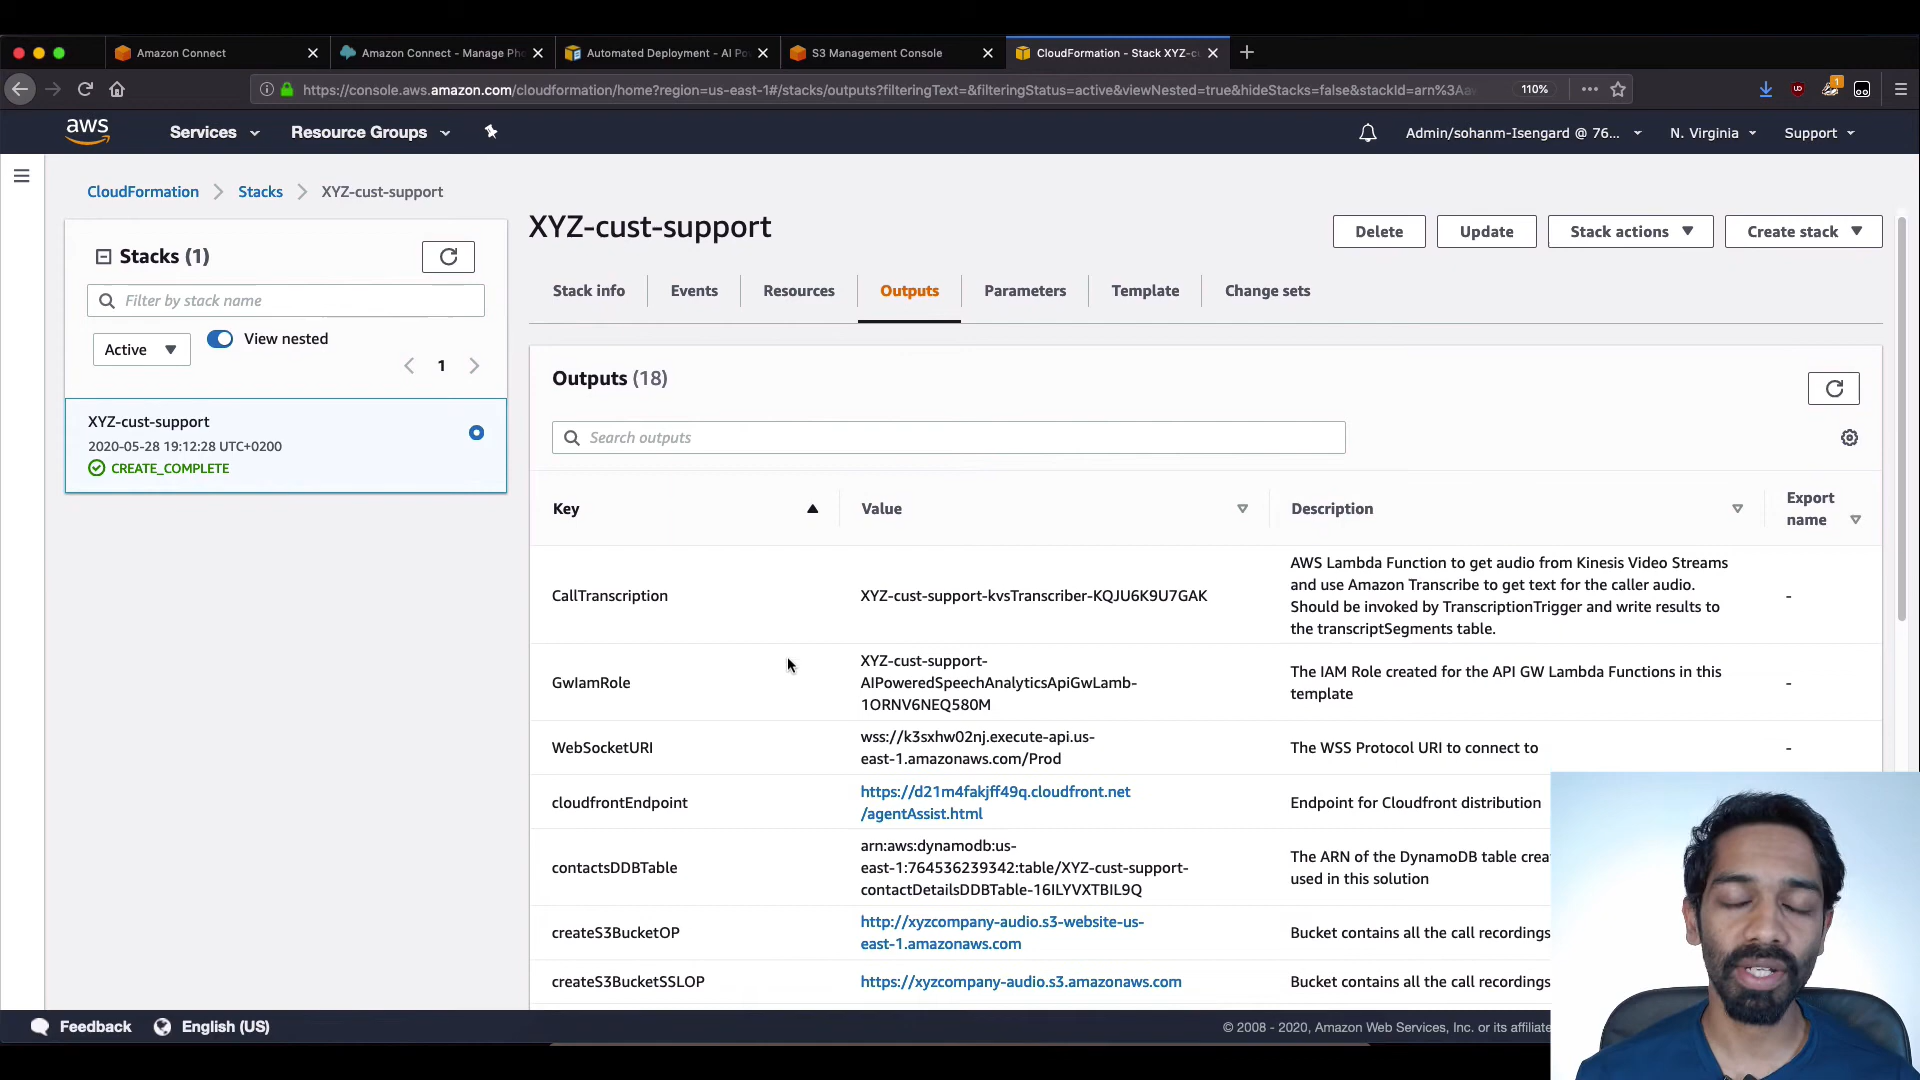 Amazon Connect
Amazon Connect - Manage Pho
Automated Deployment - AI Po
S3 Management Console
CloudFormation - Stack XYZ-c
https://console.aws.amazon.com/cloudformation/home?region=us-east-1#/stacks/outputs?filteringText=&filteringStatus=active&viewNested=true&hideStacks=false&stackId=arn%3Aa
110%
1
aws
Services
Resource Groups
Admin/sohanm-Isengard @ 76...
N. Virginia
Support
CloudFormation
Stacks
XYZ-cust-support
Stacks (1)
Filter by stack name
Active
View nested
1
XYZ-cust-support
2020-05-28 19:12:28 UTC+0200
CREATE_COMPLETE
XYZ-cust-support
Delete
Update
Stack actions
Create stack
Stack info
Events
Resources
Outputs
Parameters
Template
Change sets
Outputs (18)
Search outputs
Key
Value
Description
Export
name
CallTranscription
XYZ-cust-support-kvsTranscriber-KQJU6K9U7GAK
AWS Lambda Function to get audio from Kinesis Video Streams
and use Amazon Transcribe to get text for the caller audio.
Should be invoked by TranscriptionTrigger and write results to
the transcriptSegments table.
-
GwIamRole
XYZ-cust-support-
AIPoweredSpeechAnalyticsApiGwLamb-
1ORNV6NEQ580M
The IAM Role created for the API GW Lambda Functions in this
template
-
WebSocketURI
wss://k3sxhw02nj.execute-api.us-
east-1.amazonaws.com/Prod
The WSS Protocol URI to connect to
-
cloudfrontEndpoint
https://d21m4fakjff49q.cloudfront.net
/agentAssist.html
Endpoint for Cloudfront distribution
contactsDDBTable
arn:aws:dynamodb:us-
east-1:764536239342:table/XYZ-cust-support-
contactDetailsDDBTable-16ILYVXTBIL9Q
The ARN of the DynamoDB table crea
used in this solution
createS3BucketOP
http://xyzcompany-audio.s3-website-us-
east-1.amazonaws.com
Bucket contains all the call recordings
createS3BucketSSLOP
https://xyzcompany-audio.s3.amazonaws.com
Bucket contains all the call recordings
Feedback
English (US)
© 2008 - 2020, Amazon Web Services, Inc. or its affiliate